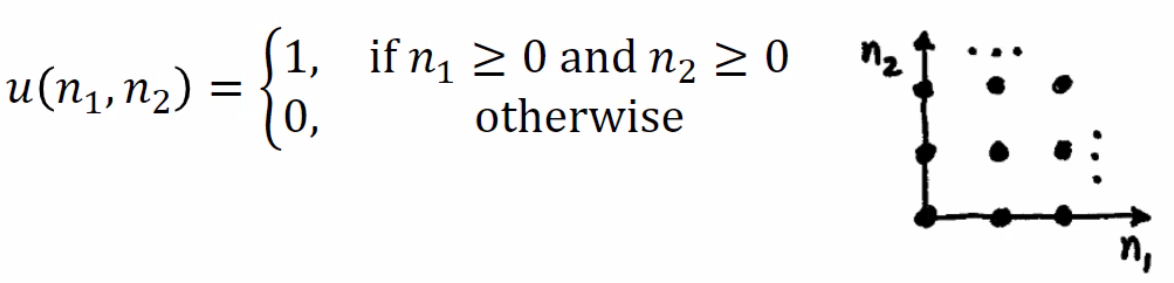 u(n₁, n₂) = {1, if n₁ ≥ 0 and n₂ ≥ 0
0, otherwise
n₂
n₁